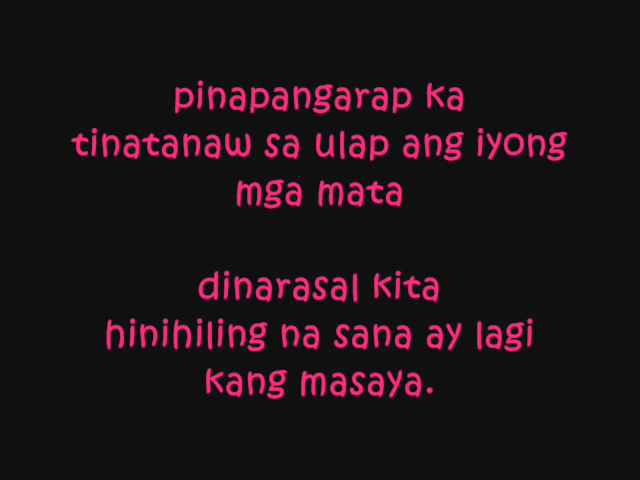 pinapangarap ka
tinatanaw sa ulap ang iyong
mga mata
dinarasal kita
hinihiling na sana ay lagi
kang masaya.